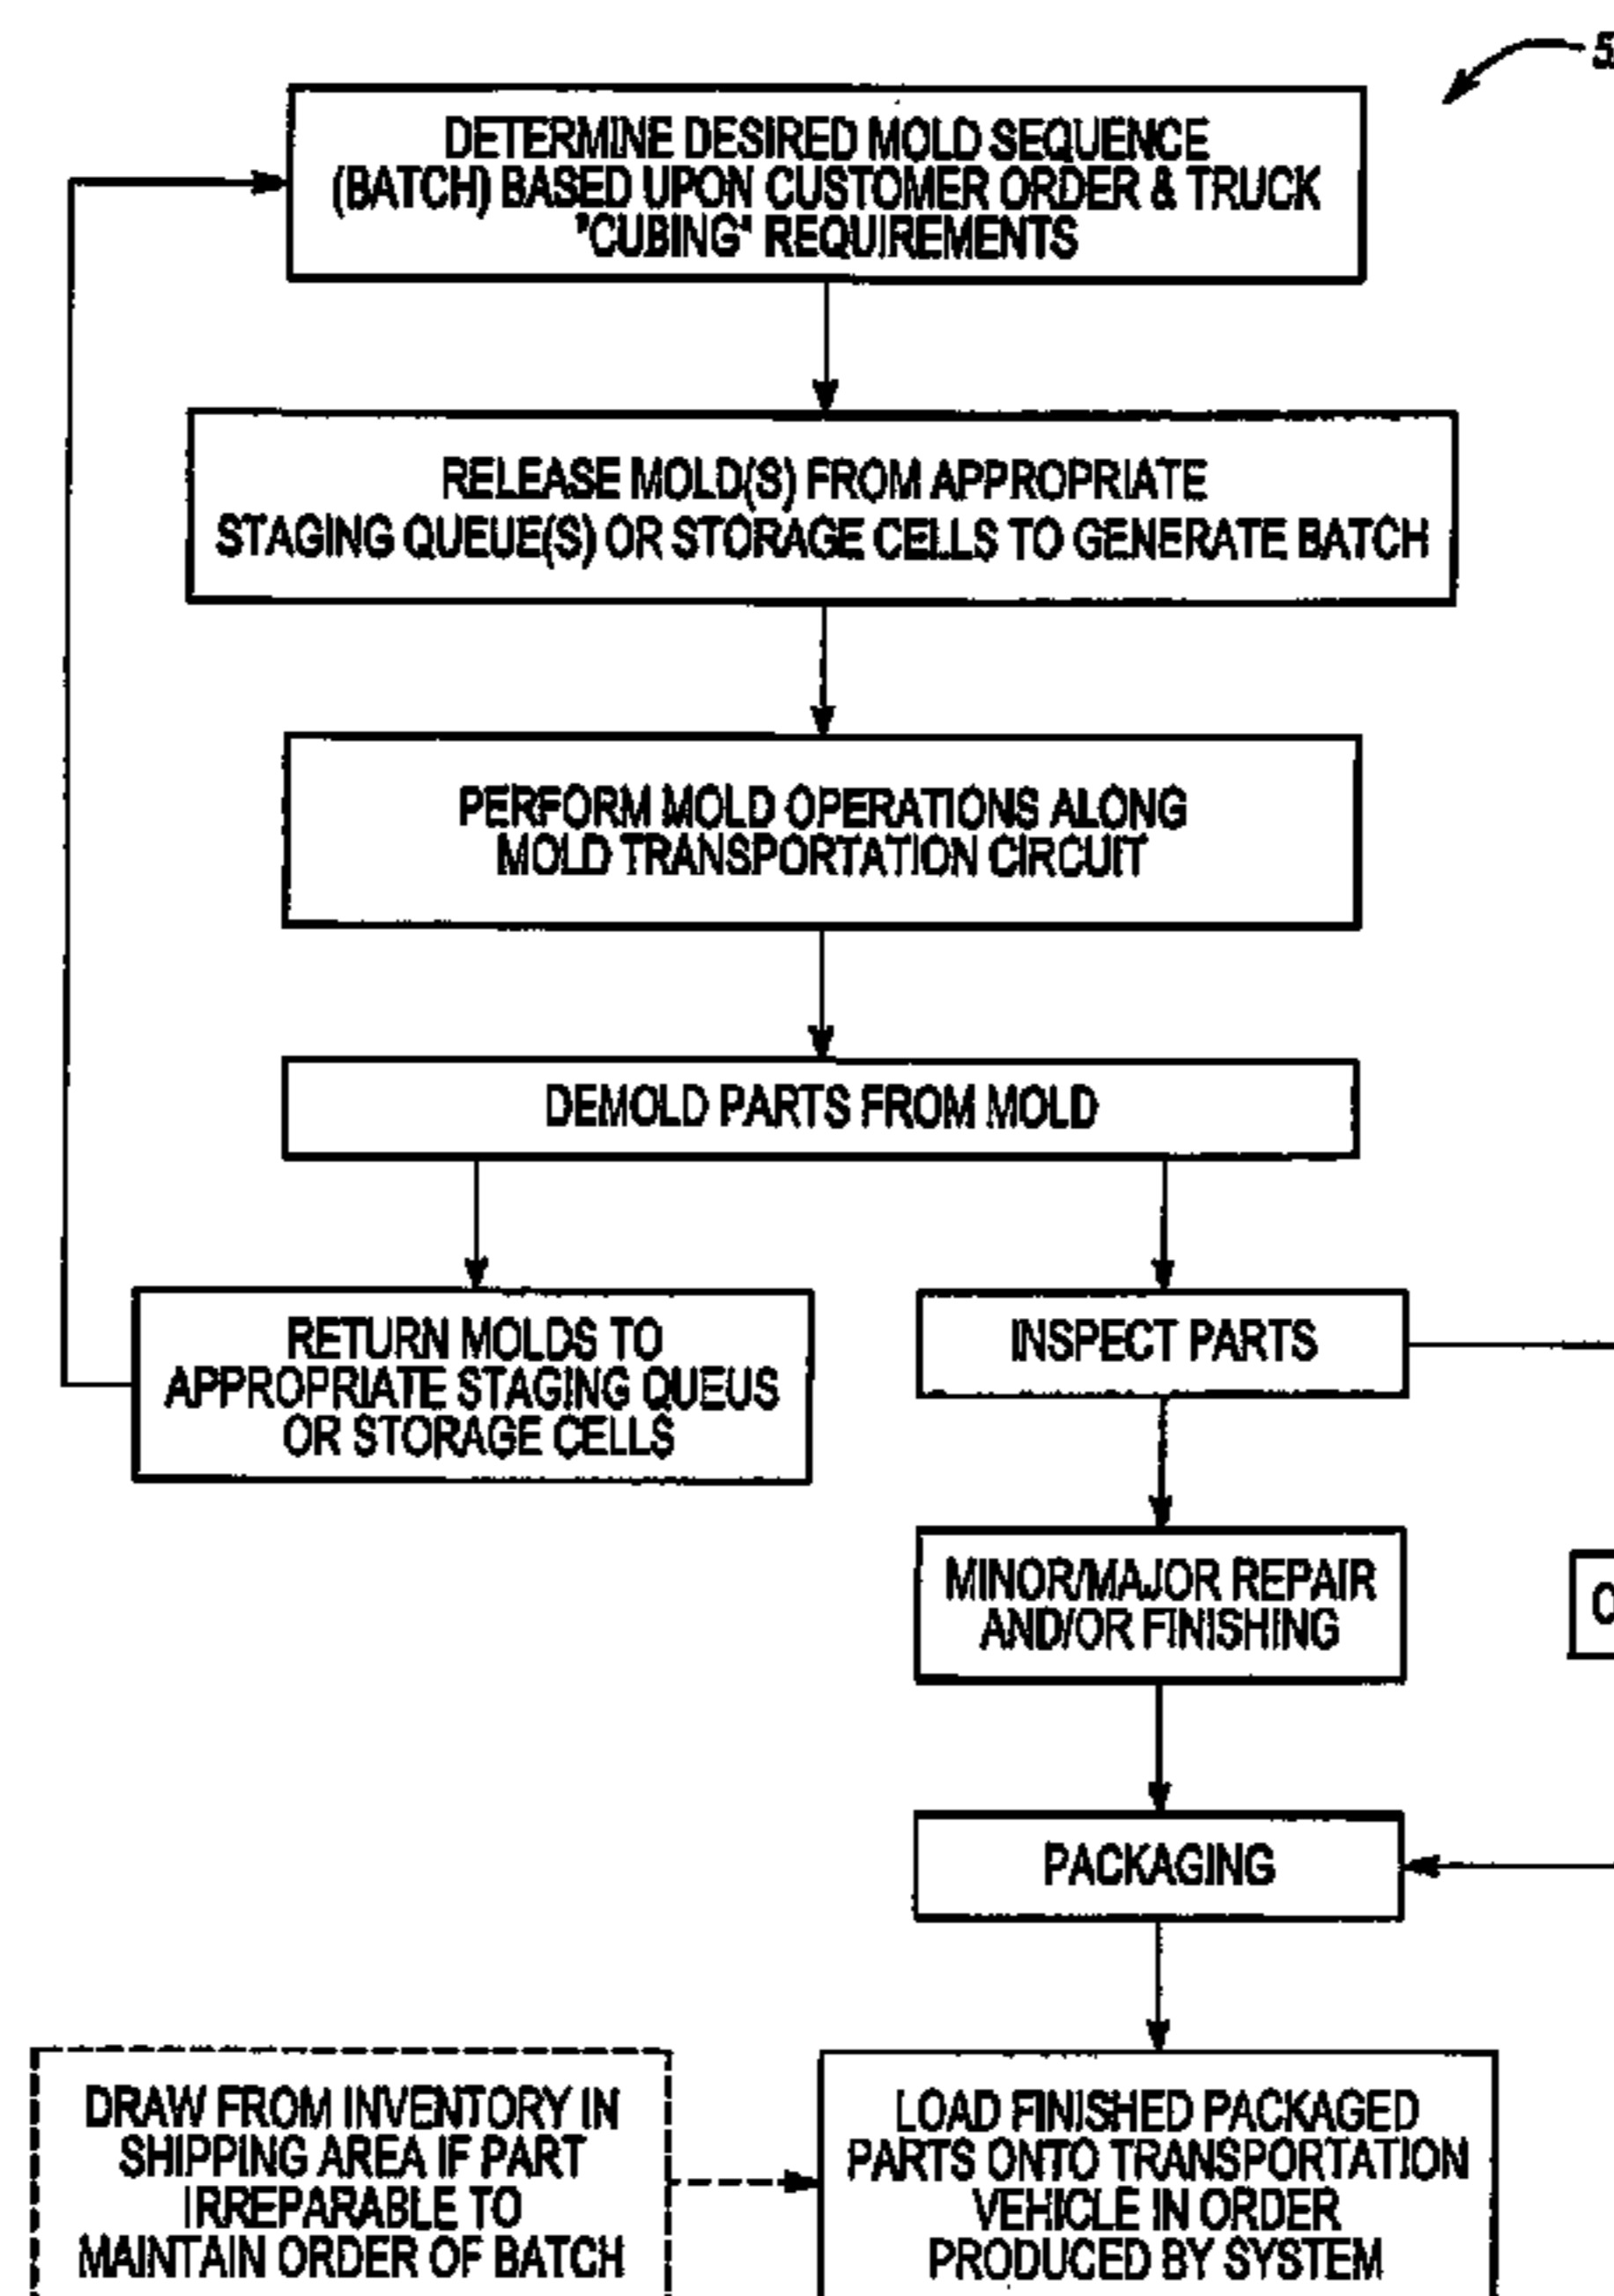 DETERMINE DESIRED MOLD SEQUENCE
(BATCH) BASED UPON CUSTOMER ORDER & TRUCK
"CUBING" REQUIREMENTS
RELEASE MOLD(S) FROM APPROPRIATE
STAGING QUEUE(S) OR STORAGE CELLS TO GENERATE BATCH
PERFORM MOLD OPERATIONS ALONG
MOLD TRANSPORTATION CIRCUIT
DEMOLD PARTS FROM MOLD
RETURN MOLDS TO
APPROPRIATE STAGING QUEUS
OR STORAGE CELLS
INSPECT PARTS
MINOR/MAJOR REPAIR
AND/OR FINISHING
PACKAGING
DRAW FROM INVENTORY IN
SHIPPING AREA IF PART
IRREPARABLE TO
MAINTAIN ORDER OF BATCH
LOAD FINISHED PACKAGED
PARTS ONTO TRANSPORTATION
VEHICLE IN ORDER
PRODUCED BY SYSTEM